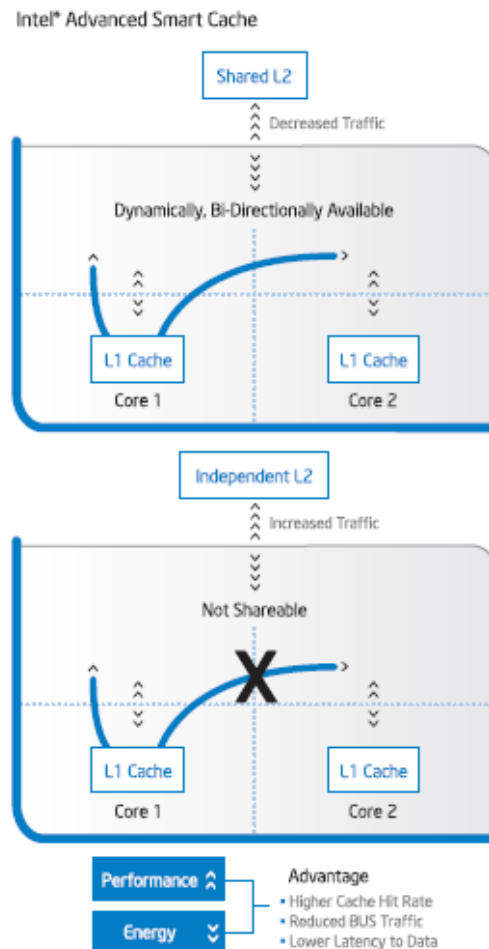 Intel® Advanced Smart Cache
Shared L2
Decreased Traffic
Dynamically, Bi-Directionally Available
L1 Cache
L1 Cache
Core 1
Core 2
Independent L2
Increased Traffic
Not Shareable
X
L1 Cache
L1 Cache
Core 1
Core 2
Performance
Energy
Advantage
▪ Higher Cache Hit Rate
▪ Reduced BUS Traffic
▪ Lower Latency to Data